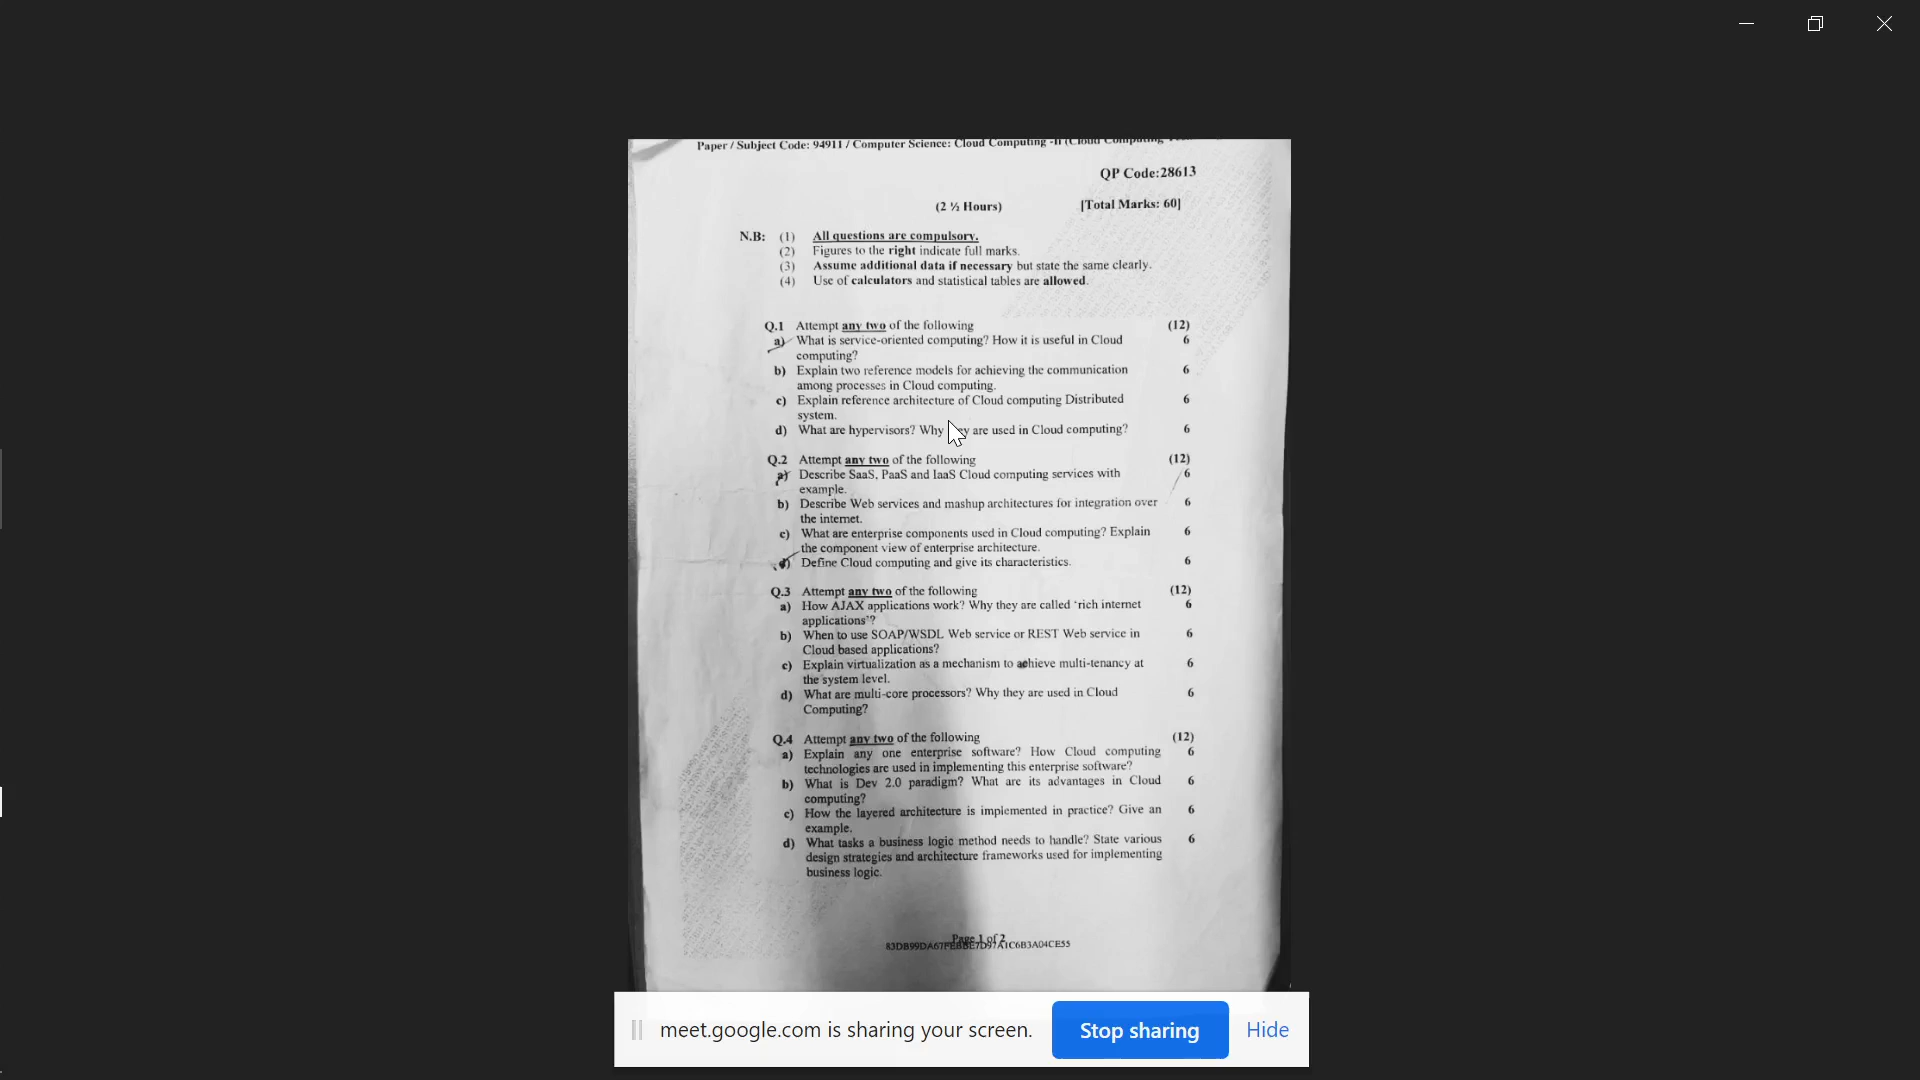 Paper / Subject Code: 94911 / Computer Science: Cloud Computing -II (Cloud Computing
QP Code:28613
(2 ½ Hours) [Total Marks: 60]
N.B: (1) All questions are compulsory.
(2) Figures to the right indicate full marks.
(3) Assume additional data if necessary but state the same clearly.
(4) Use of calculators and statistical tables are allowed.
Q.1 Attempt any two of the following (12)
a) What is service-oriented computing? How it is useful in Cloud 6
computing?
b) Explain two reference models for achieving the communication 6
among processes in Cloud computing.
c) Explain reference architecture of Cloud computing Distributed 6
system.
d) What are hypervisors? Why they are used in Cloud computing? 6
Q.2 Attempt any two of the following (12)
a) Describe SaaS, PaaS and IaaS Cloud computing services with 6
example.
b) Describe Web services and mashup architectures for integration over 6
the internet.
c) What are enterprise components used in Cloud computing? Explain 6
the component view of enterprise architecture.
d) Define Cloud computing and give its characteristics. 6
Q.3 Attempt any two of the following (12)
a) How AJAX applications work? Why they are called 'rich internet 6
applications'?
b) When to use SOAP/WSDL Web service or REST Web service in 6
Cloud based applications?
c) Explain virtualization as a mechanism to achieve multi-tenancy at 6
the system level.
d) What are multi-core processors? Why they are used in Cloud 6
Computing?
Q.4 Attempt any two of the following (12)
a) Explain any one enterprise software? How Cloud computing 6
technologies are used in implementing this enterprise software?
b) What is Dev 2.0 paradigm? What are its advantages in Cloud 6
computing?
c) How the layered architecture is implemented in practice? Give an 6
example.
d) What tasks a business logic method needs to handle? State various 6
design strategies and architecture frameworks used for implementing
business logic.
Page 1 of 2
meet.google.com is sharing your screen. Stop sharing Hide